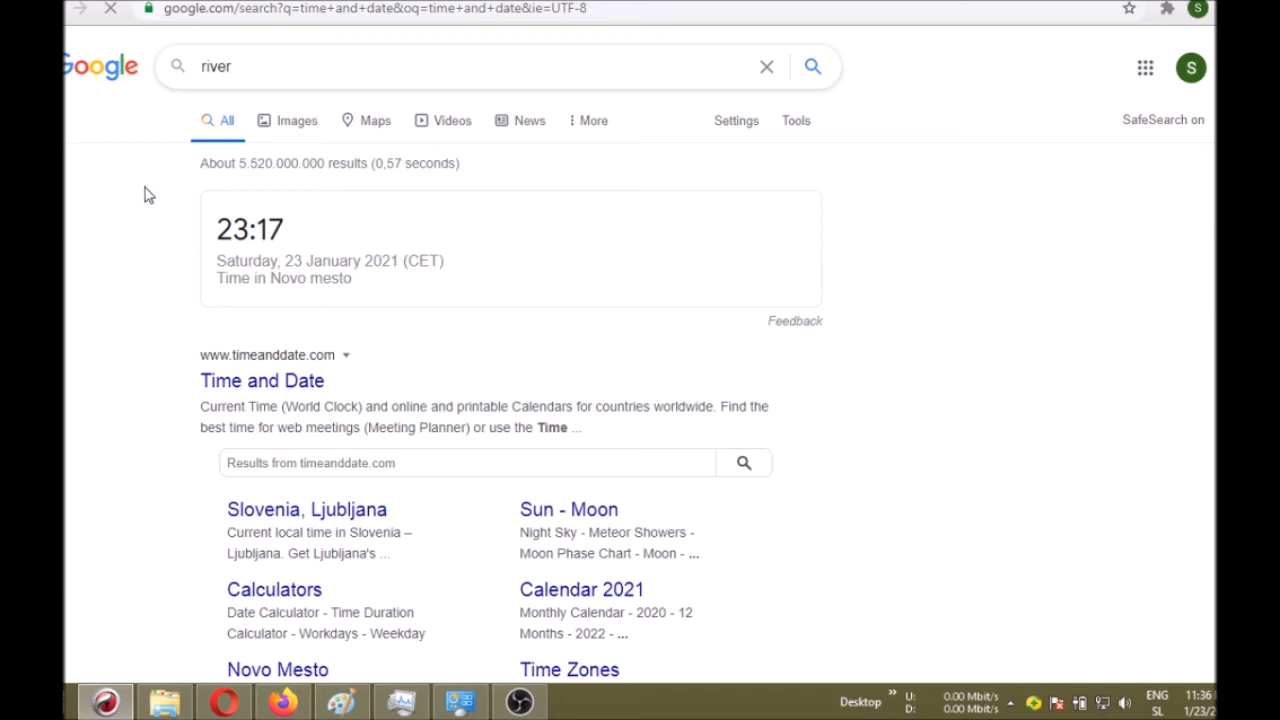 google.com/search?q=time+and+date&oq=time+and+date&ie=UTF-8
S
Google
river
S
All
Images
Maps
Videos
News
More
Settings
Tools
SafeSearch on
About 5.520.000.000 results (0,57 seconds)
23:17
Saturday, 23 January 2021 (CET)
Time in Novo mesto
Feedback
www.timeanddate.com
Time and Date
Current Time (World Clock) and online and printable Calendars for countries worldwide. Find the
best time for web meetings (Meeting Planner) or use the Time ...
Results from timeanddate.com
Slovenia, Ljubljana
Current local time in Slovenia –
Ljubljana. Get Ljubljana's ...
Sun - Moon
Night Sky - Meteor Showers -
Moon Phase Chart - Moon - ...
Calculators
Date Calculator - Time Duration
Calculator - Workdays - Weekday
Calendar 2021
Monthly Calendar - 2020 - 12
Months - 2022 - ...
Novo Mesto
Time Zones
Desktop
U: 0.00 Mbit/s
D: 0.00 Mbit/s
ENG
SL
11:36
1/23/2